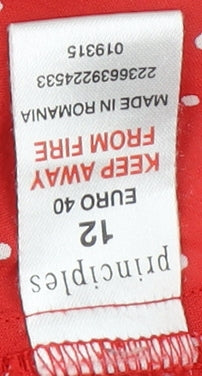 principles
12
EURO 40
KEEP AWAY
FROM FIRE
MADE IN ROMANIA
2236639224533
019315